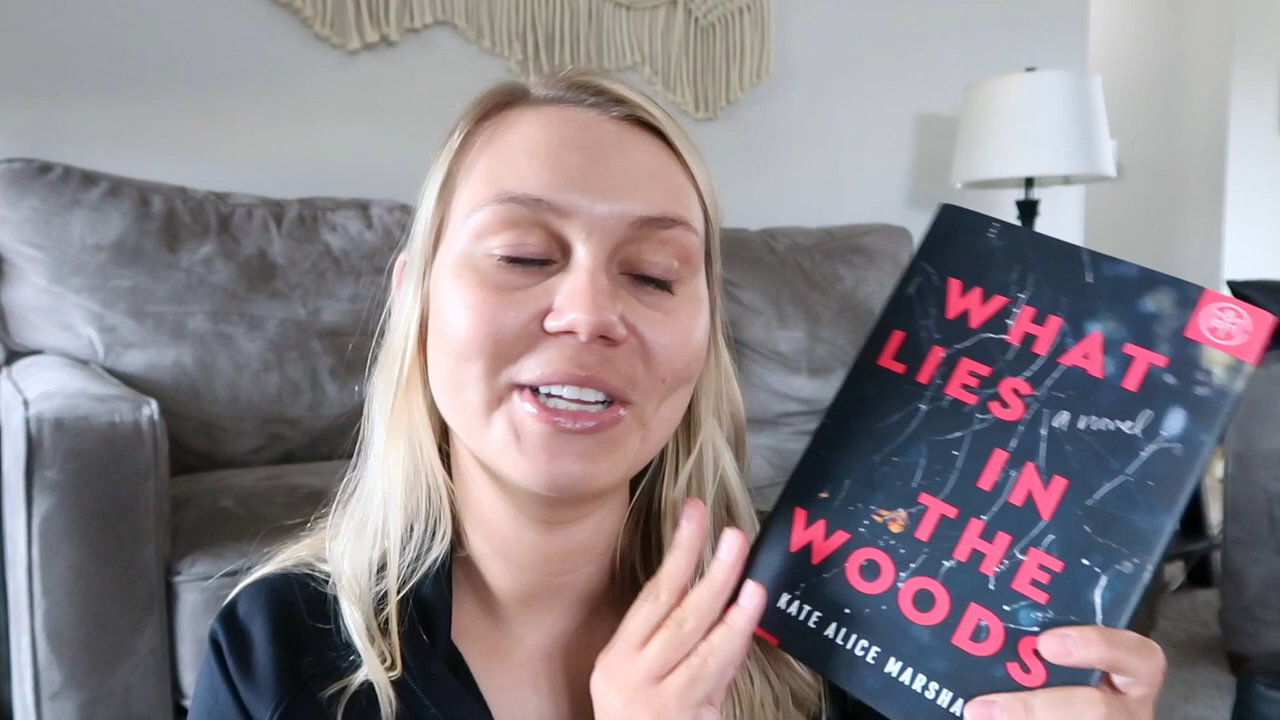 WHAT
LIES
a novel
IN
THE
WOODS
KATE ALICE MARSHA